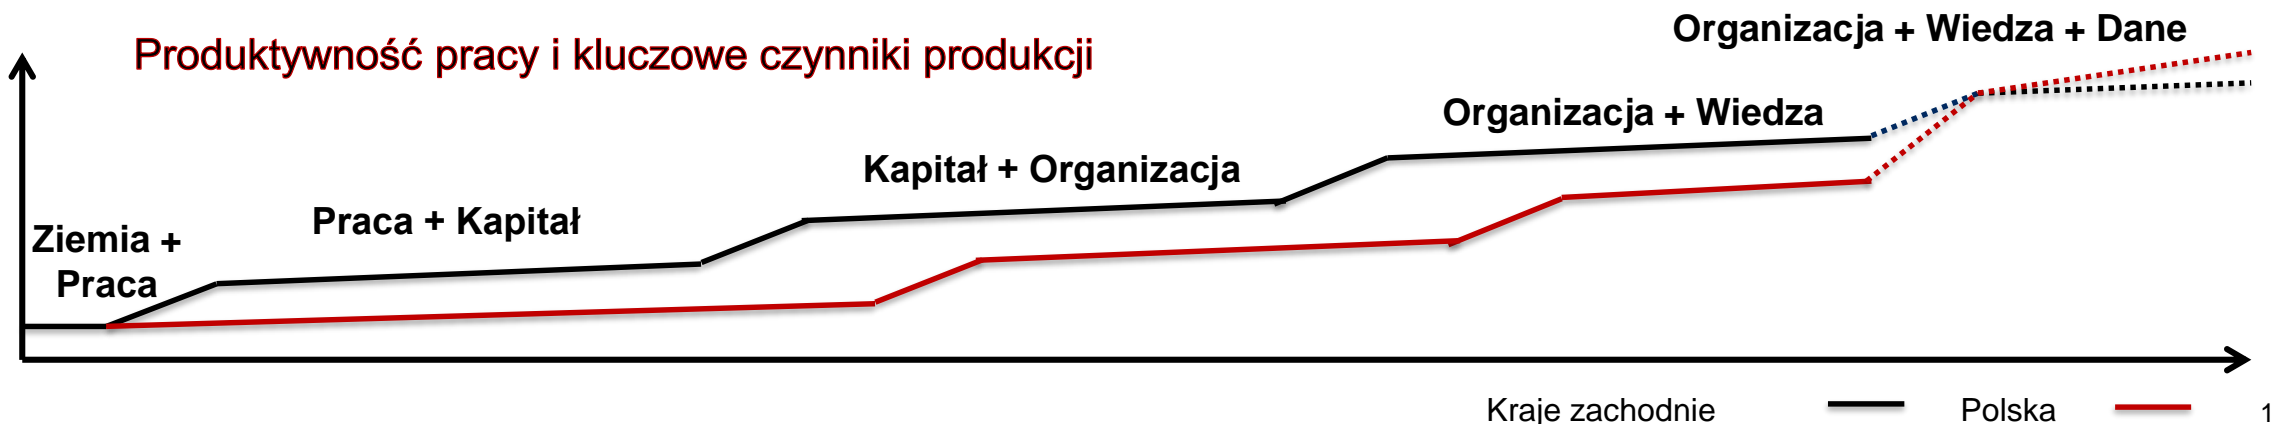 Organizacja + Wiedza + Dane
Produktywność pracy i kluczowe czynniki produkcji
Organizacja + Wiedza
Kapitał + Organizacja
Praca + Kapitał
Ziemia +
Praca
Kraje zachodnie
Polska
1